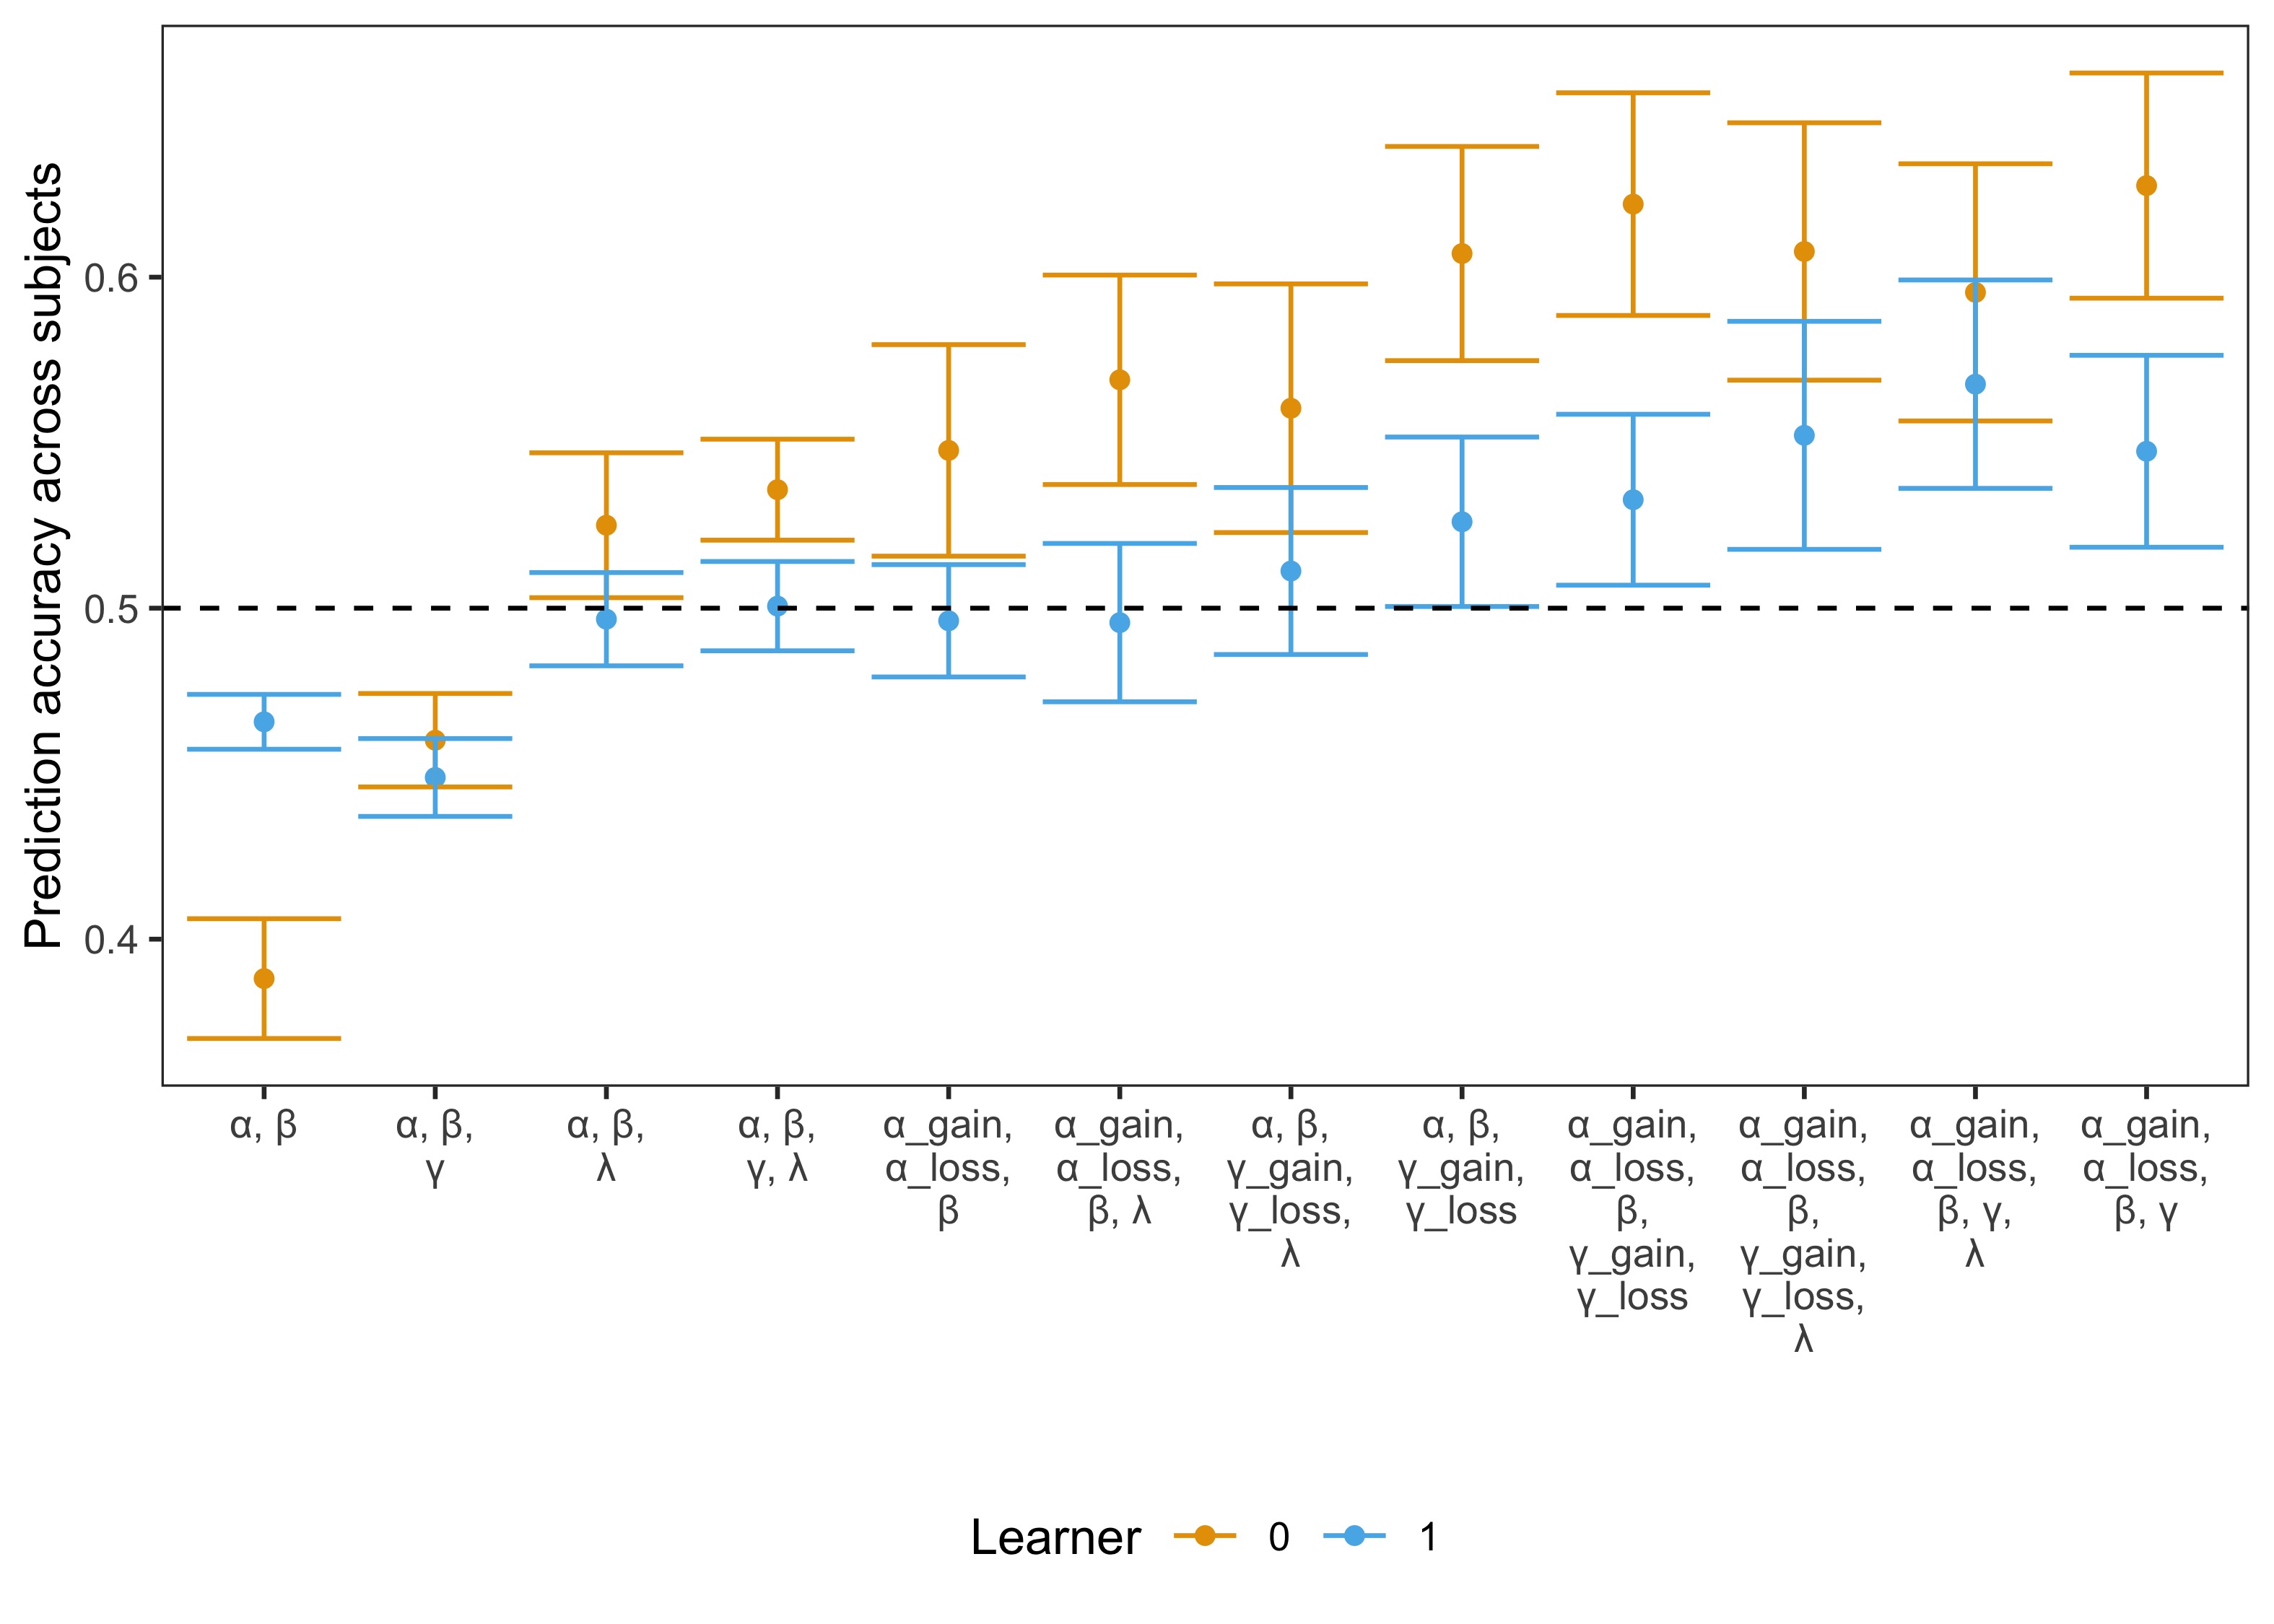 Prediction accuracy across subjects
0.6
0.5
0.4
α, β
α, β,
γ
α, β,
λ
α, β,
γ, λ
α_gain,
α_loss,
β
α_gain,
α_loss,
β, λ
α, β,
γ_gain,
γ_loss,
λ
α, β,
γ_gain,
γ_loss
α_gain,
α_loss,
β,
γ_gain,
γ_loss
α_gain,
α_loss,
β,
γ_gain,
γ_loss,
λ
α_gain,
α_loss,
β, γ,
λ
α_gain,
α_loss,
β, γ
Learner 0 1